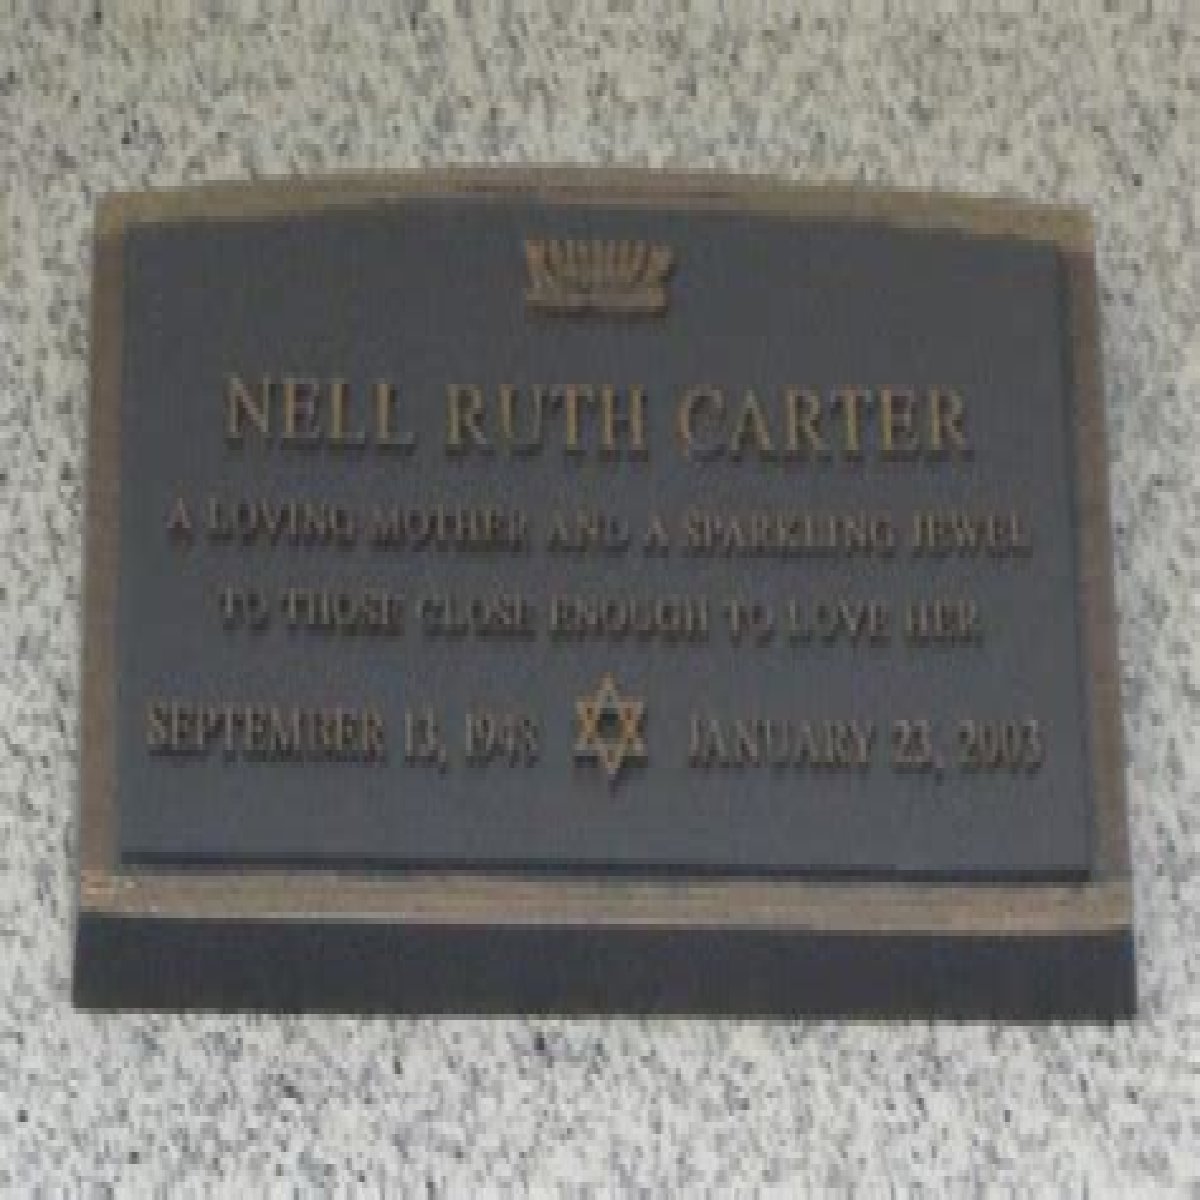 NELL RUTH CARTER
A LOVING MOTHER AND A SPARKLING JEWEL
TO THOSE CLOSE ENOUGH TO LOVE HER
SEPTEMBER 13, 1948 JANUARY 23, 2003